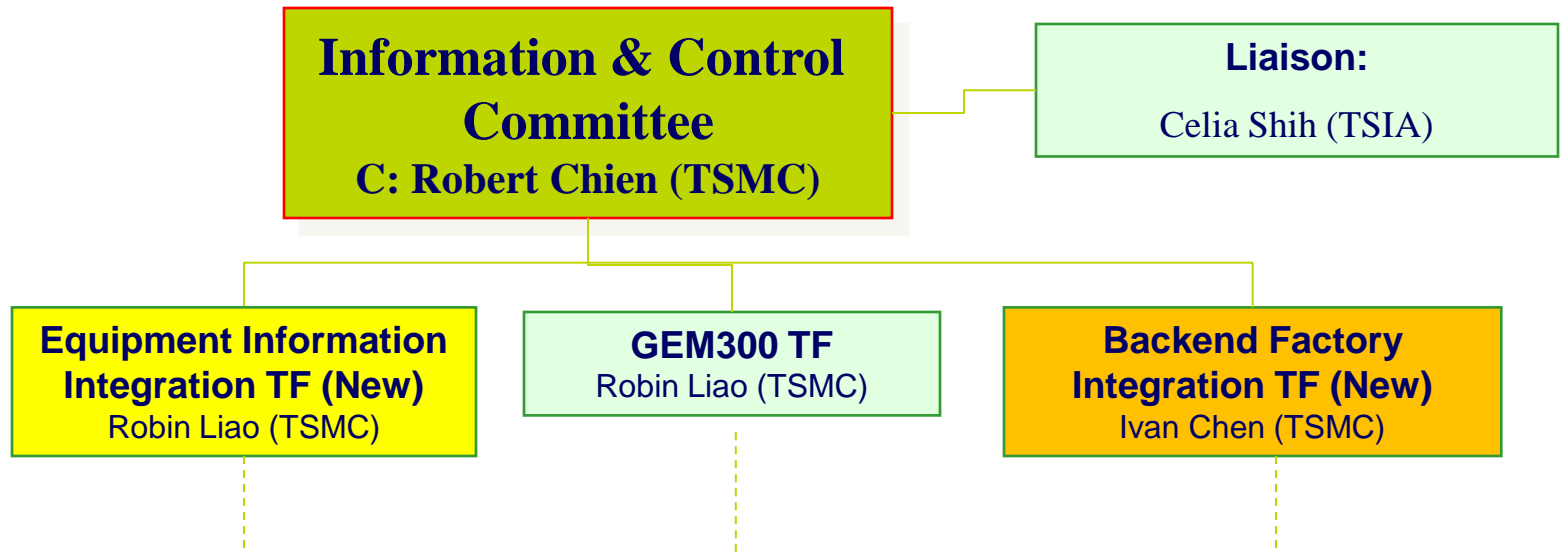 Information & Control
Committee
C: Robert Chien (TSMC)
Liaison:
Celia Shih (TSIA)
Equipment Information
Integration TF (New)
Robin Liao (TSMC)
GEM300 TF
Robin Liao (TSMC)
Backend Factory
Integration TF (New)
Ivan Chen (TSMC)